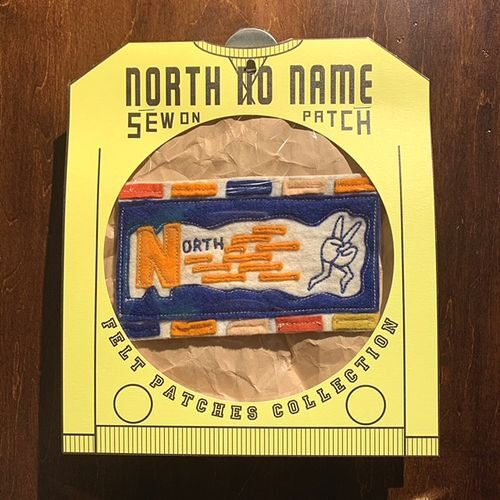 NORTH NO NAME
SEW ON PATCH
NORTH
FELT PATCHES COLLECTION